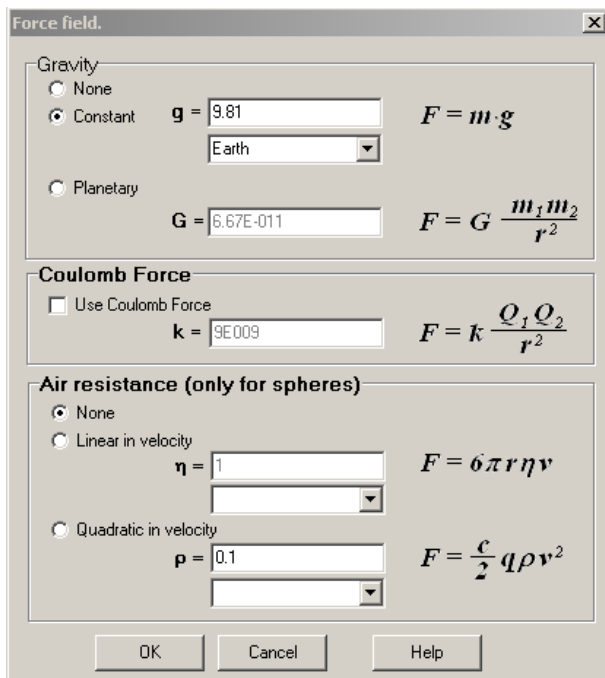 Force field.
Gravity
None
Constant g = 9.81 F = m·g
Earth
Planetary
G = 6.67E-011 F = G m₁m₂ / r²
Coulomb Force
Use Coulomb Force
k = 9E009 F = k Q₁Q₂ / r²
Air resistance (only for spheres)
None
Linear in velocity
η = 1 F = 6πrηv
Quadratic in velocity
ρ = 0.1 F = c/2 qρv²
OK Cancel Help